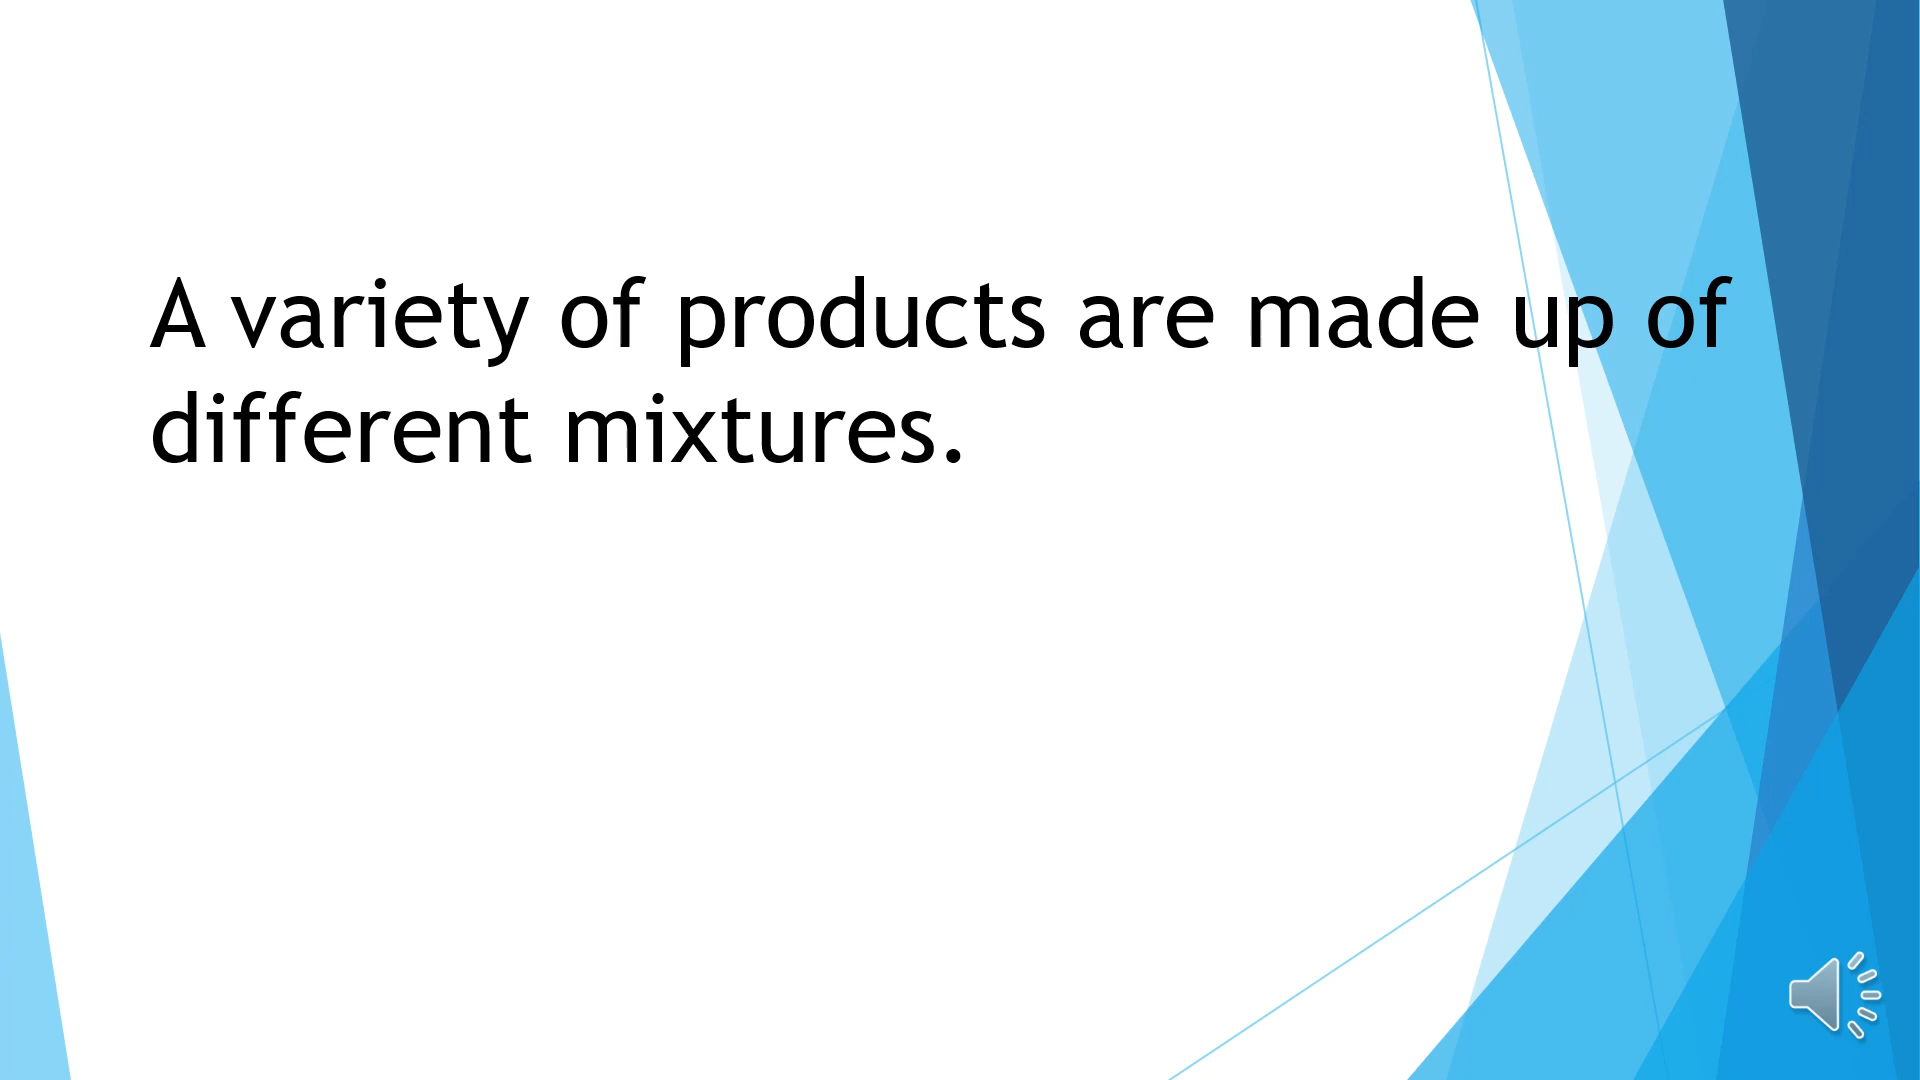 A variety of products are made up of
different mixtures.